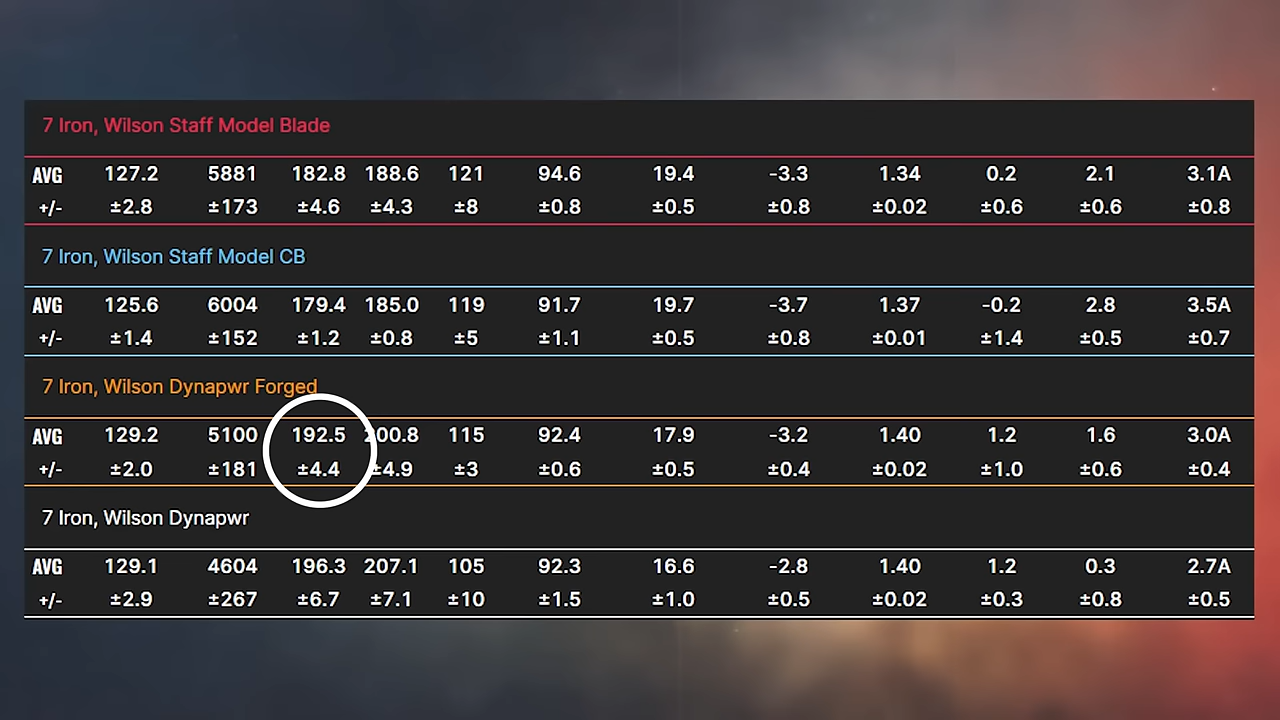 7 Iron, Wilson Staff Model Blade
AVG 127.2 5881 182.8 188.6 121 94.6 19.4 -3.3 1.34 0.2 2.1 3.1A
+/- ±2.8 ±173 ±4.6 ±4.3 ±8 ±0.8 ±0.5 ±0.8 ±0.02 ±0.6 ±0.6 ±0.8
7 Iron, Wilson Staff Model CB
AVG 125.6 6004 179.4 185.0 119 91.7 19.7 -3.7 1.37 -0.2 2.8 3.5A
+/- ±1.4 ±152 ±1.2 ±0.8 ±5 ±1.1 ±0.5 ±0.8 ±0.01 ±1.4 ±0.5 ±0.7
7 Iron, Wilson Dynapwr Forged
AVG 129.2 5100 192.5 200.8 115 92.4 17.9 -3.2 1.40 1.2 1.6 3.0A
+/- ±2.0 ±181 ±4.4 ±4.9 ±3 ±0.6 ±0.5 ±0.4 ±0.02 ±1.0 ±0.6 ±0.4
7 Iron, Wilson Dynapwr
AVG 129.1 4604 196.3 207.1 105 92.3 16.6 -2.8 1.40 1.2 0.3 2.7A
+/- ±2.9 ±267 ±6.7 ±7.1 ±10 ±1.5 ±1.0 ±0.5 ±0.02 ±0.3 ±0.8 ±0.5